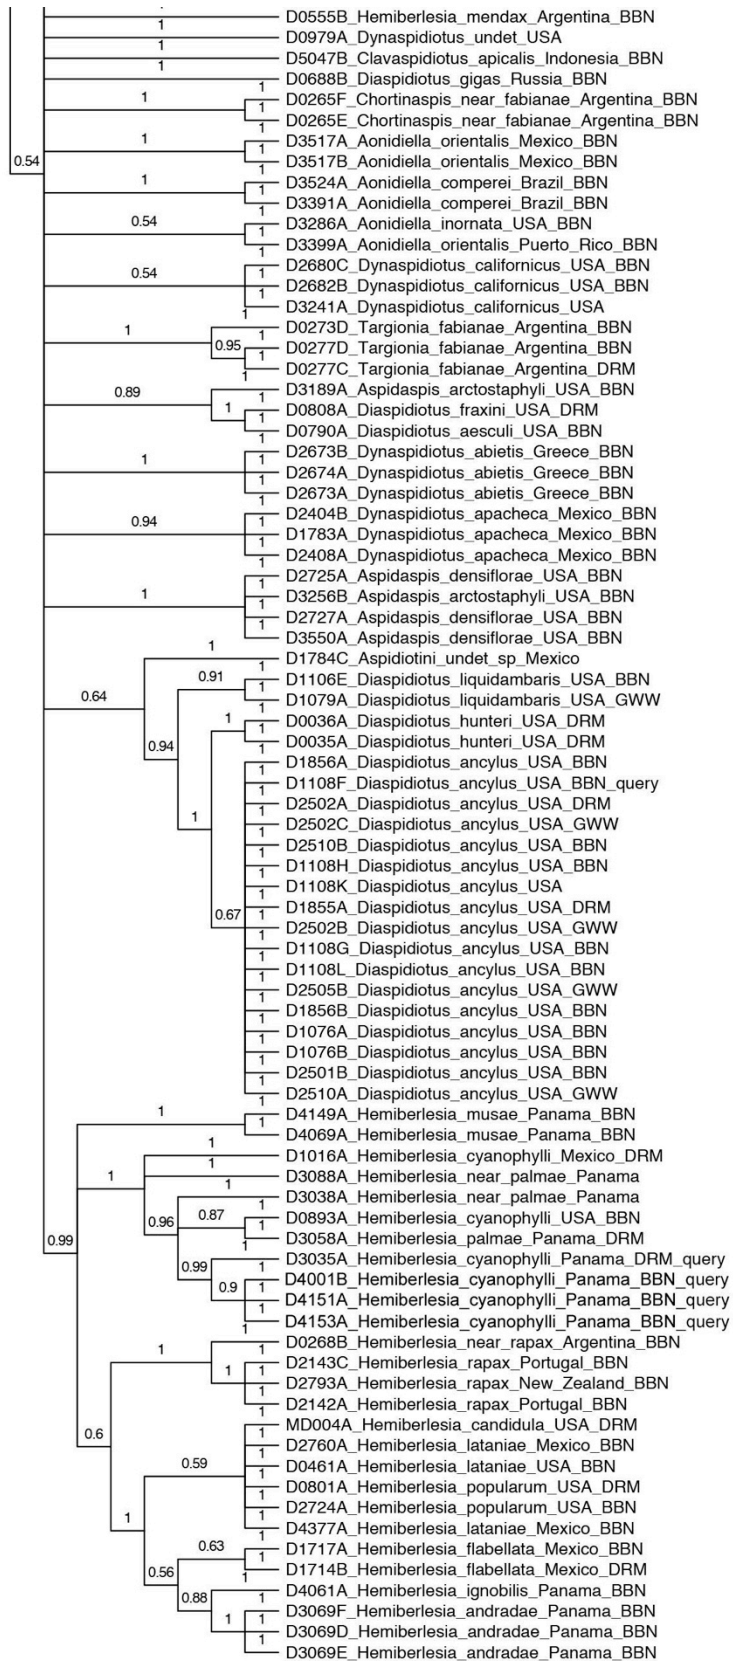 1 D0555B_Hemiberlesia_mendax_Argentina_BBN
1 D0979A_Dynaspidiotus_undet_USA
1 D5047B_Clavaspidiotus_apicalis_Indonesia_BBN
1 D0688B_Diaspidiotus_gigas_Russia_BBN
1 1 D0265F_Chortinaspis_near_fabianae_Argentina_BBN
1 D0265E_Chortinaspis_near_fabianae_Argentina_BBN
0.54 1 1 D3517A_Aonidiella_orientalis_Mexico_BBN
1 D3517B_Aonidiella_orientalis_Mexico_BBN
1 1 D3524A_Aonidiella_comperei_Brazil_BBN
1 D3391A_Aonidiella_comperei_Brazil_BBN
0.54 1 D3286A_Aonidiella_inornata_USA_BBN
1 D3399A_Aonidiella_orientalis_Puerto_Rico_BBN
1 D2680C_Dynaspidiotus_californicus_USA_BBN
0.54 1 D2682B_Dynaspidiotus_californicus_USA_BBN
1 D3241A_Dynaspidiotus_californicus_USA
1 1 D0273D_Targionia_fabianae_Argentina_BBN
0.95 1 D0277D_Targionia_fabianae_Argentina_BBN
1 D0277C_Targionia_fabianae_Argentina_DRM
0.89 1 D3189A_Aspidaspis_arctostaphyli_USA_BBN
1 1 D0808A_Diaspidiotus_fraxini_USA_DRM
1 D0790A_Diaspidiotus_aesculi_USA_BBN
1 D2673B_Dynaspidiotus_abietis_Greece_BBN
1 1 D2674A_Dynaspidiotus_abietis_Greece_BBN
1 D2673A_Dynaspidiotus_abietis_Greece_BBN
1 D2404B_Dynaspidiotus_apacheca_Mexico_BBN
0.94 1 D1783A_Dynaspidiotus_apacheca_Mexico_BBN
1 D2408A_Dynaspidiotus_apacheca_Mexico_BBN
1 D2725A_Aspidaspis_densiflorae_USA_BBN
1 1 D3256B_Aspidaspis_arctostaphyli_USA_BBN
1 D2727A_Aspidaspis_densiflorae_USA_BBN
1 D3550A_Aspidaspis_densiflorae_USA_BBN
1 D1784C_Aspidiotini_undet_sp_Mexico
0.91 1 D1106E_Diaspidiotus_liquidambaris_USA_BBN
0.64 1 D1079A_Diaspidiotus_liquidambaris_USA_GWW
1 1 D0036A_Diaspidiotus_hunteri_USA_DRM
0.94 1 D0035A_Diaspidiotus_hunteri_USA_DRM
1 D1856A_Diaspidiotus_ancylus_USA_BBN
1 D1108F_Diaspidiotus_ancylus_USA_BBN_query
1 D2502A_Diaspidiotus_ancylus_USA_DRM
1 1 D2502C_Diaspidiotus_ancylus_USA_GWW
1 D2510B_Diaspidiotus_ancylus_USA_BBN
1 D1108H_Diaspidiotus_ancylus_USA_BBN
1 D1108K_Diaspidiotus_ancylus_USA
0.67 1 D1855A_Diaspidiotus_ancylus_USA_DRM
1 D2502B_Diaspidiotus_ancylus_USA_GWW
1 D1108G_Diaspidiotus_ancylus_USA_BBN
1 D1108L_Diaspidiotus_ancylus_USA_BBN
1 D2505B_Diaspidiotus_ancylus_USA_GWW
1 D1856B_Diaspidiotus_ancylus_USA_BBN
1 D1076A_Diaspidiotus_ancylus_USA_BBN
1 D1076B_Diaspidiotus_ancylus_USA_BBN
1 D2501B_Diaspidiotus_ancylus_USA_BBN
1 D2510A_Diaspidiotus_ancylus_USA_GWW
1 1 D4149A_Hemiberlesia_musae_Panama_BBN
1 D4069A_Hemiberlesia_musae_Panama_BBN
1 D1016A_Hemiberlesia_cyanophylli_Mexico_DRM
1 1 D3088A_Hemiberlesia_near_palmae_Panama
1 D3038A_Hemiberlesia_near_palmae_Panama
0.96 0.87 1 D0893A_Hemiberlesia_cyanophylli_USA_BBN
0.99 1 D3058A_Hemiberlesia_palmae_Panama_DRM
0.99 1 D3035A_Hemiberlesia_cyanophylli_Panama_DRM_query
0.9 1 D4001B_Hemiberlesia_cyanophylli_Panama_BBN_query
1 D4151A_Hemiberlesia_cyanophylli_Panama_BBN_query
1 D4153A_Hemiberlesia_cyanophylli_Panama_BBN_query
1 1 D0268B_Hemiberlesia_near_rapax_Argentina_BBN
1 1 D2143C_Hemiberlesia_rapax_Portugal_BBN
1 D2793A_Hemiberlesia_rapax_New_Zealand_BBN
1 D2142A_Hemiberlesia_rapax_Portugal_BBN
0.6 1 MD004A_Hemiberlesia_candidula_USA_DRM
1 D2760A_Hemiberlesia_lataniae_Mexico_BBN
0.59 1 D0461A_Hemiberlesia_lataniae_USA_BBN
1 D0801A_Hemiberlesia_popularum_USA_DRM
1 D2724A_Hemiberlesia_popularum_USA_BBN
1 1 D4377A_Hemiberlesia_lataniae_Mexico_BBN
0.63 1 D1717A_Hemiberlesia_flabellata_Mexico_BBN
0.56 1 D1714B_Hemiberlesia_flabellata_Mexico_DRM
0.88 1 D4061A_Hemiberlesia_ignobilis_Panama_BBN
1 1 D3069F_Hemiberlesia_andradae_Panama_BBN
1 D3069D_Hemiberlesia_andradae_Panama_BBN
D3069E_Hemiberlesia_andradae_Panama_BBN